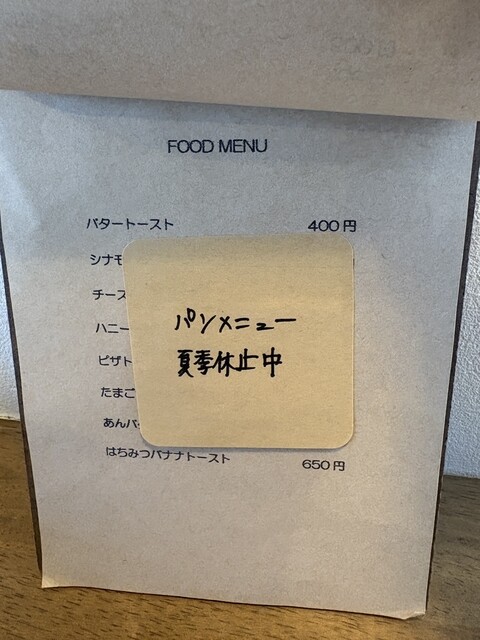 FOOD MENU
バタートースト 400円
シナモ
チーズ
ハニー
ピザト
たまご
あんバ
はちみつバナナトースト 650円
パンメニュー
夏季休止中